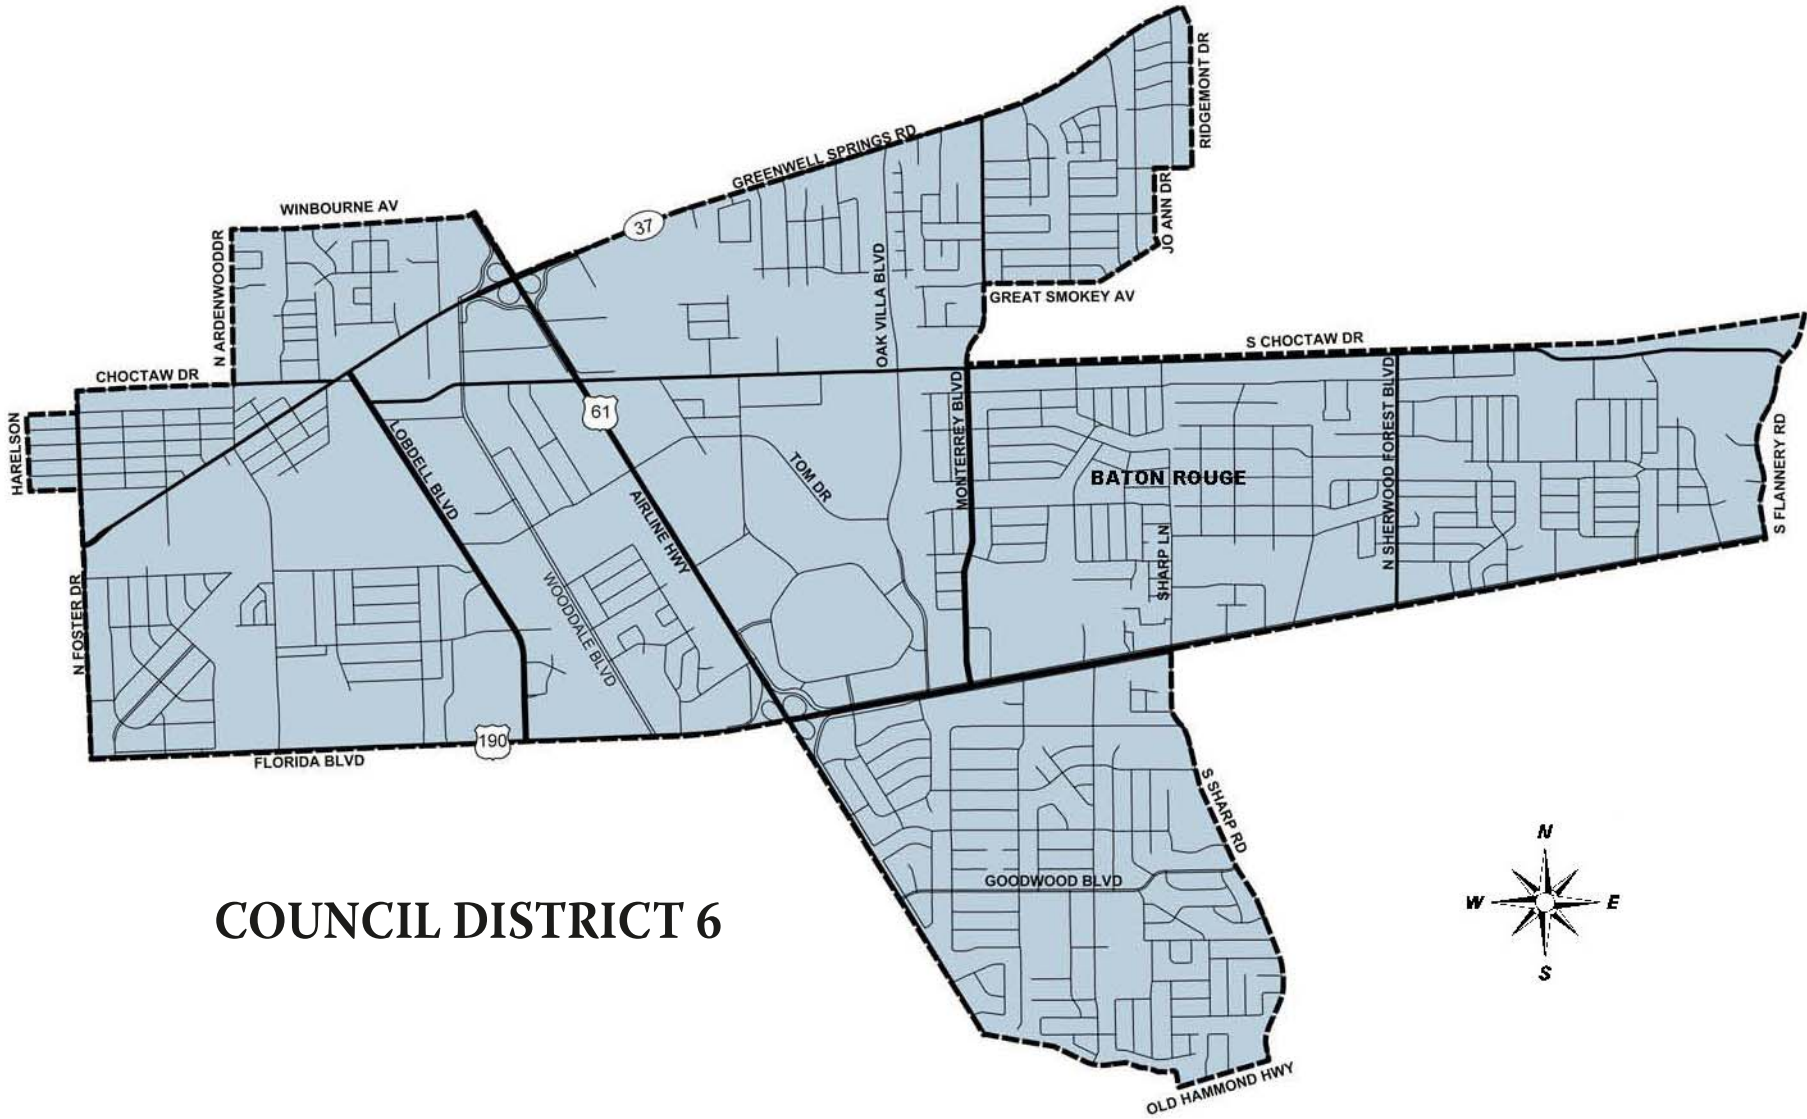 RIDGEMONT DR
GREENWELL SPRINGS RD
JO ANN DR
WINBOURNE AV
37
N ARDENWOODDR
OAK VILLA BLVD
GREAT SMOKEY AV
S CHOCTAW DR
CHOCTAW DR
61
HARELSON
LOBDELL BLVD
TOM DR
MONTERREY BLVD
BATON ROUGE
N SHERWOOD FOREST BLVD
S FLANNERY RD
AIRLINE HWY
SHARP LN
N FOSTER DR
WOODDALE BLVD
190
FLORIDA BLVD
S SHARP RD
GOODWOOD BLVD
COUNCIL DISTRICT 6
N
W
E
S
OLD HAMMOND HWY